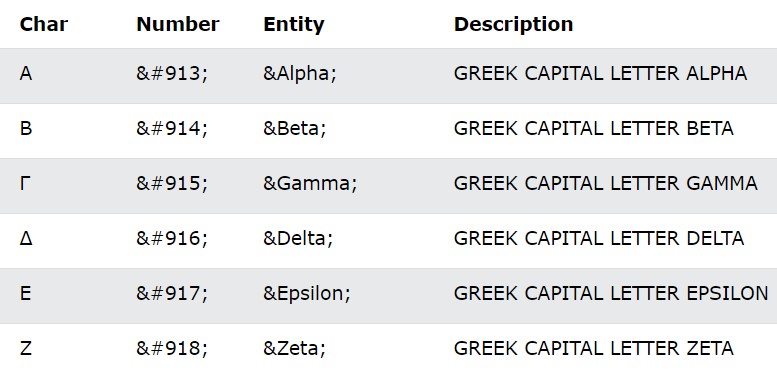 Char Number Entity Description
Α &#913; &Alpha; GREEK CAPITAL LETTER ALPHA
Β &#914; &Beta; GREEK CAPITAL LETTER BETA
Γ &#915; &Gamma; GREEK CAPITAL LETTER GAMMA
Δ &#916; &Delta; GREEK CAPITAL LETTER DELTA
Ε &#917; &Epsilon; GREEK CAPITAL LETTER EPSILON
Ζ &#918; &Zeta; GREEK CAPITAL LETTER ZETA